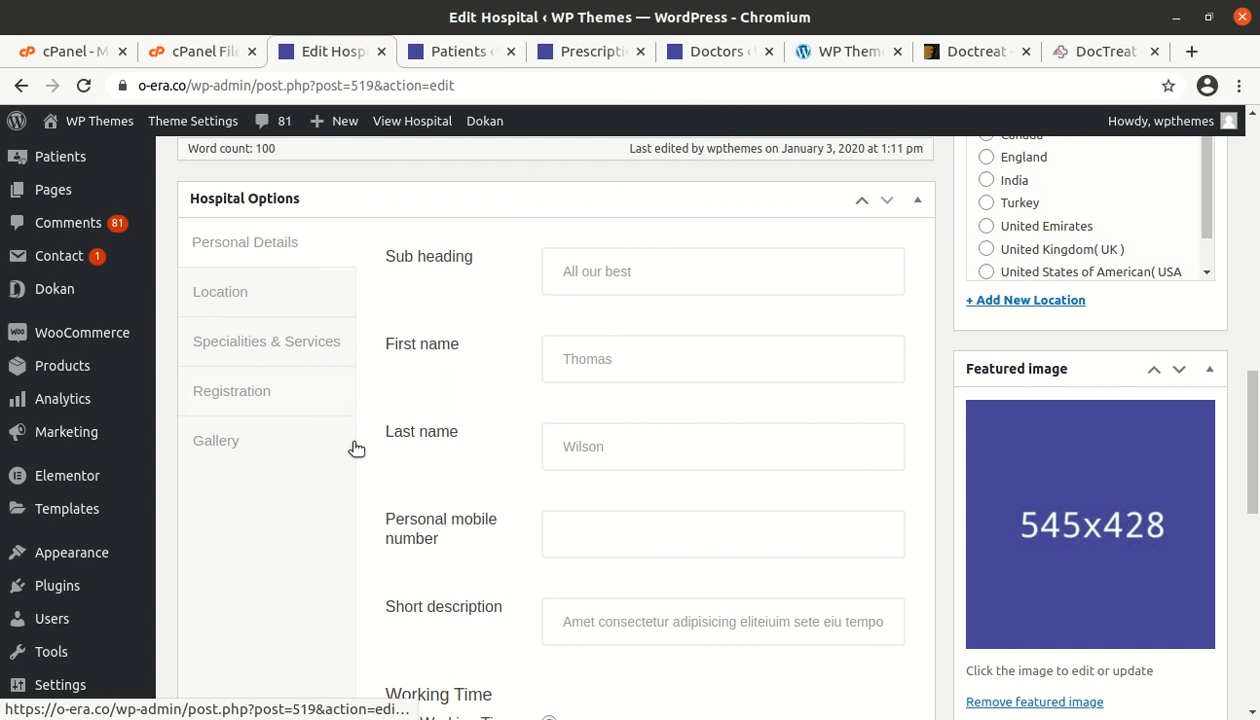 Edit Hospital ‹ WP Themes — WordPress - Chromium
cPanel - M
cPanel File
Edit Hospi
Patients ‹
Prescripti
Doctors ‹
WP Them
Doctreat
DocTreat
o-era.co/wp-admin/post.php?post=519&action=edit
WP Themes
Theme Settings
81
New
View Hospital
Dokan
Howdy, wpthemes
Patients
Pages
Comments 81
Contact 1
Dokan
WooCommerce
Products
Analytics
Marketing
Elementor
Templates
Appearance
Plugins
Users
Tools
Settings
Word count: 100
Last edited by wpthemes on January 3, 2020 at 1:11 pm
Hospital Options
Personal Details
Location
Specialities & Services
Registration
Gallery
Sub heading
All our best
First name
Thomas
Last name
Wilson
Personal mobile
number
Short description
Amet consectetur adipisicing eliteiuim sete eiu tempo
Working Time
Canada
England
India
Turkey
United Emirates
United Kingdom( UK )
United States of American( USA
+ Add New Location
Featured image
545x428
Click the image to edit or update
Remove featured image
https://o-era.co/wp-admin/post.php?post=519&action=edi...